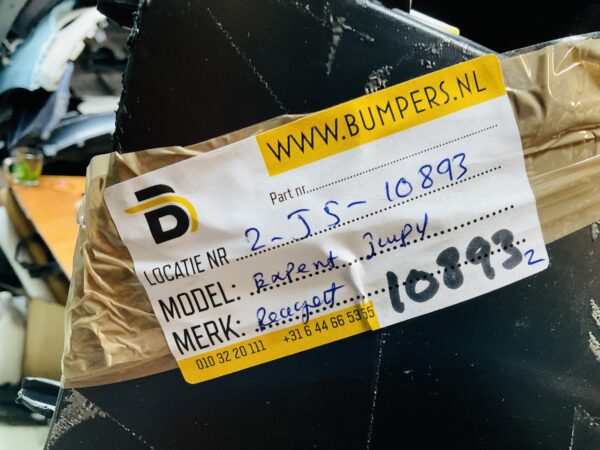 WWW.BUMPERS.NL
Part nr.
LOCATIE NR 2-JS-10893
MODEL: Expent jumpy
MERK: Peugeot 10893 2
010 32 20 111 +31 6 44 66 53 55